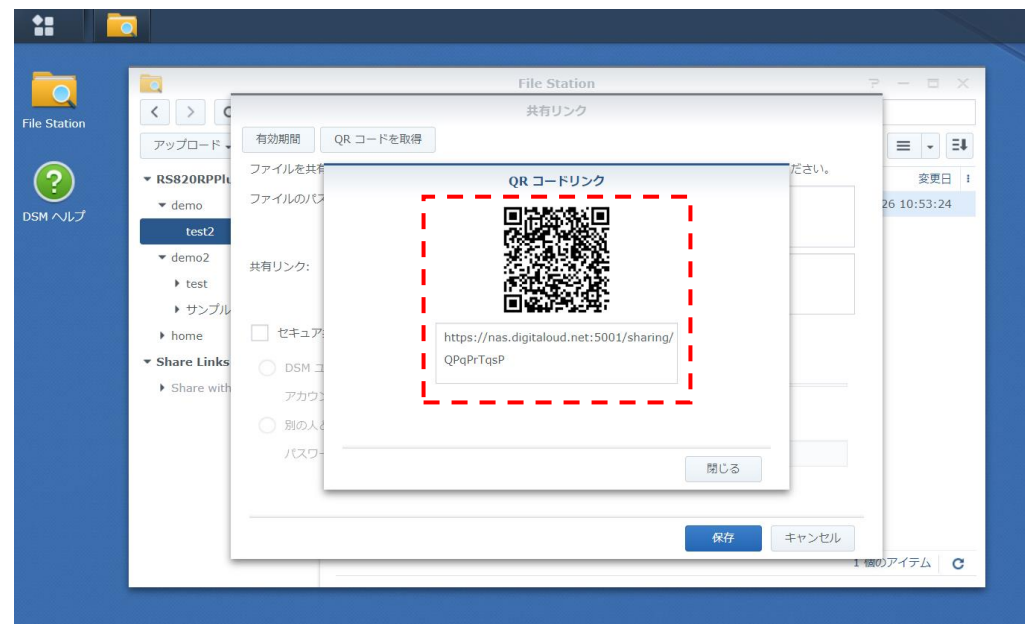 File Station
DSM ヘルプ
File Station
アップロード
変更日
RS820RPPlu
demo
26 10:53:24
test2
demo2
test
サンプル
home
Share Links
Share with
1 個のアイテム
共有リンク
有効期間
QR コードを取得
ファイルを共有
ださい。
ファイルのパス
共有リンク:
セキュア
DSM ユ
アカウン
別の人と
パスワー
保存
キャンセル
QR コードリンク
https://nas.digitaloud.net:5001/sharing/
QPqPrTqsP
閉じる